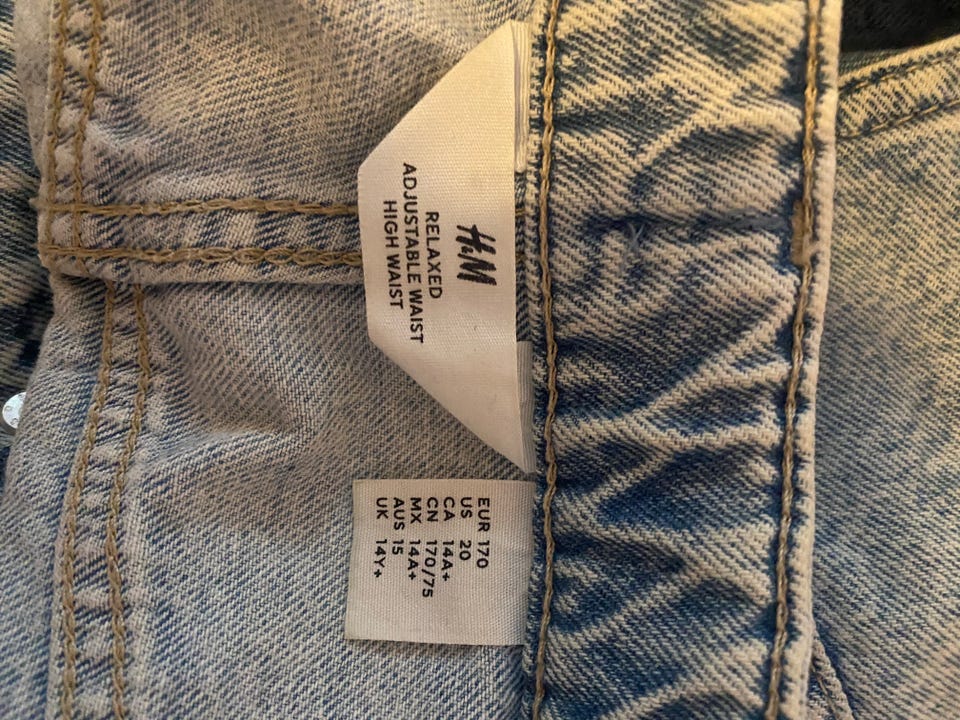 H&M
RELAXED
ADJUSTABLE WAIST
HIGH WAIST
EUR 170
US 20
CA 14A+
CN 170/75
MX 14A+
AUS 15
UK 14Y+